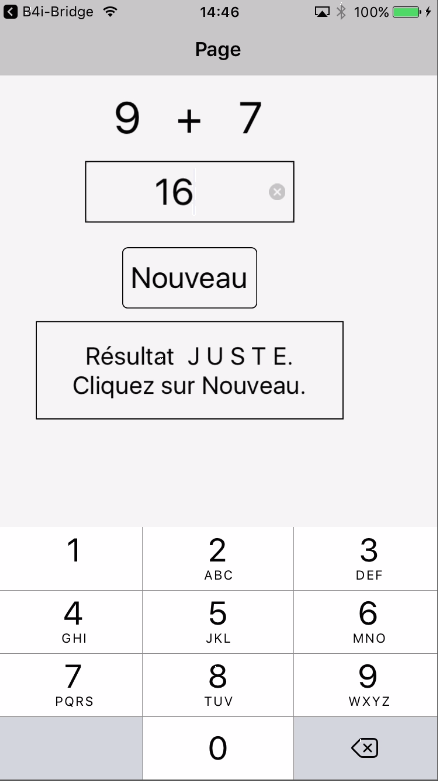 B4i-Bridge 14:46 100%
Page
9 + 7
16
Nouveau
Résultat J U S T E.
Cliquez sur Nouveau.
1 2 3
ABC DEF
4 5 6
GHI JKL MNO
7 8 9
PQRS TUV WXYZ
0